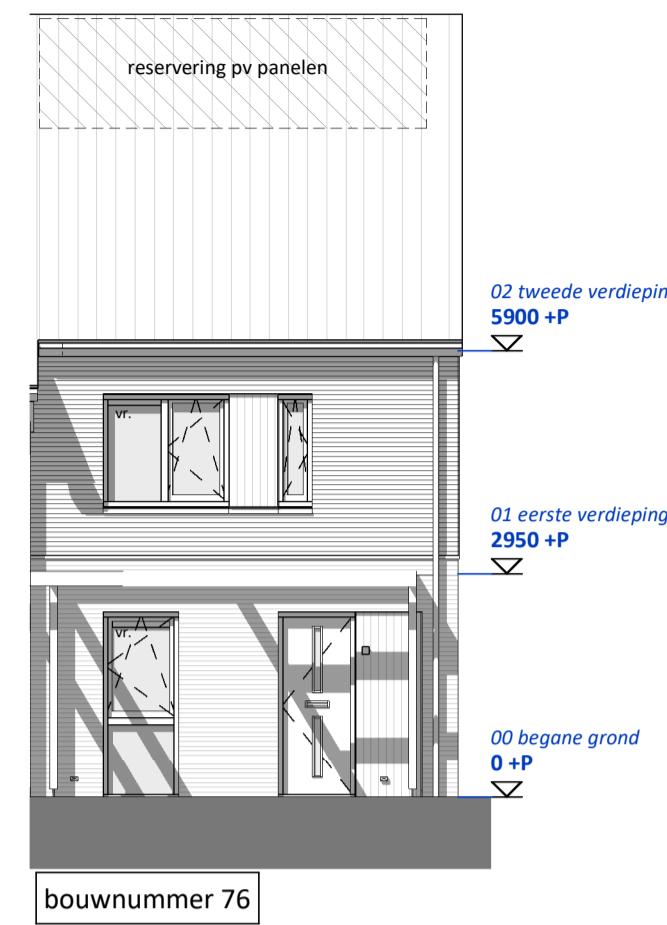 reservering pv panelen
02 tweede verdiepin
5900 +P
vr.
01 eerste verdieping
2950 +P
vr.
00 begane grond
0 +P
bouwnummer 76